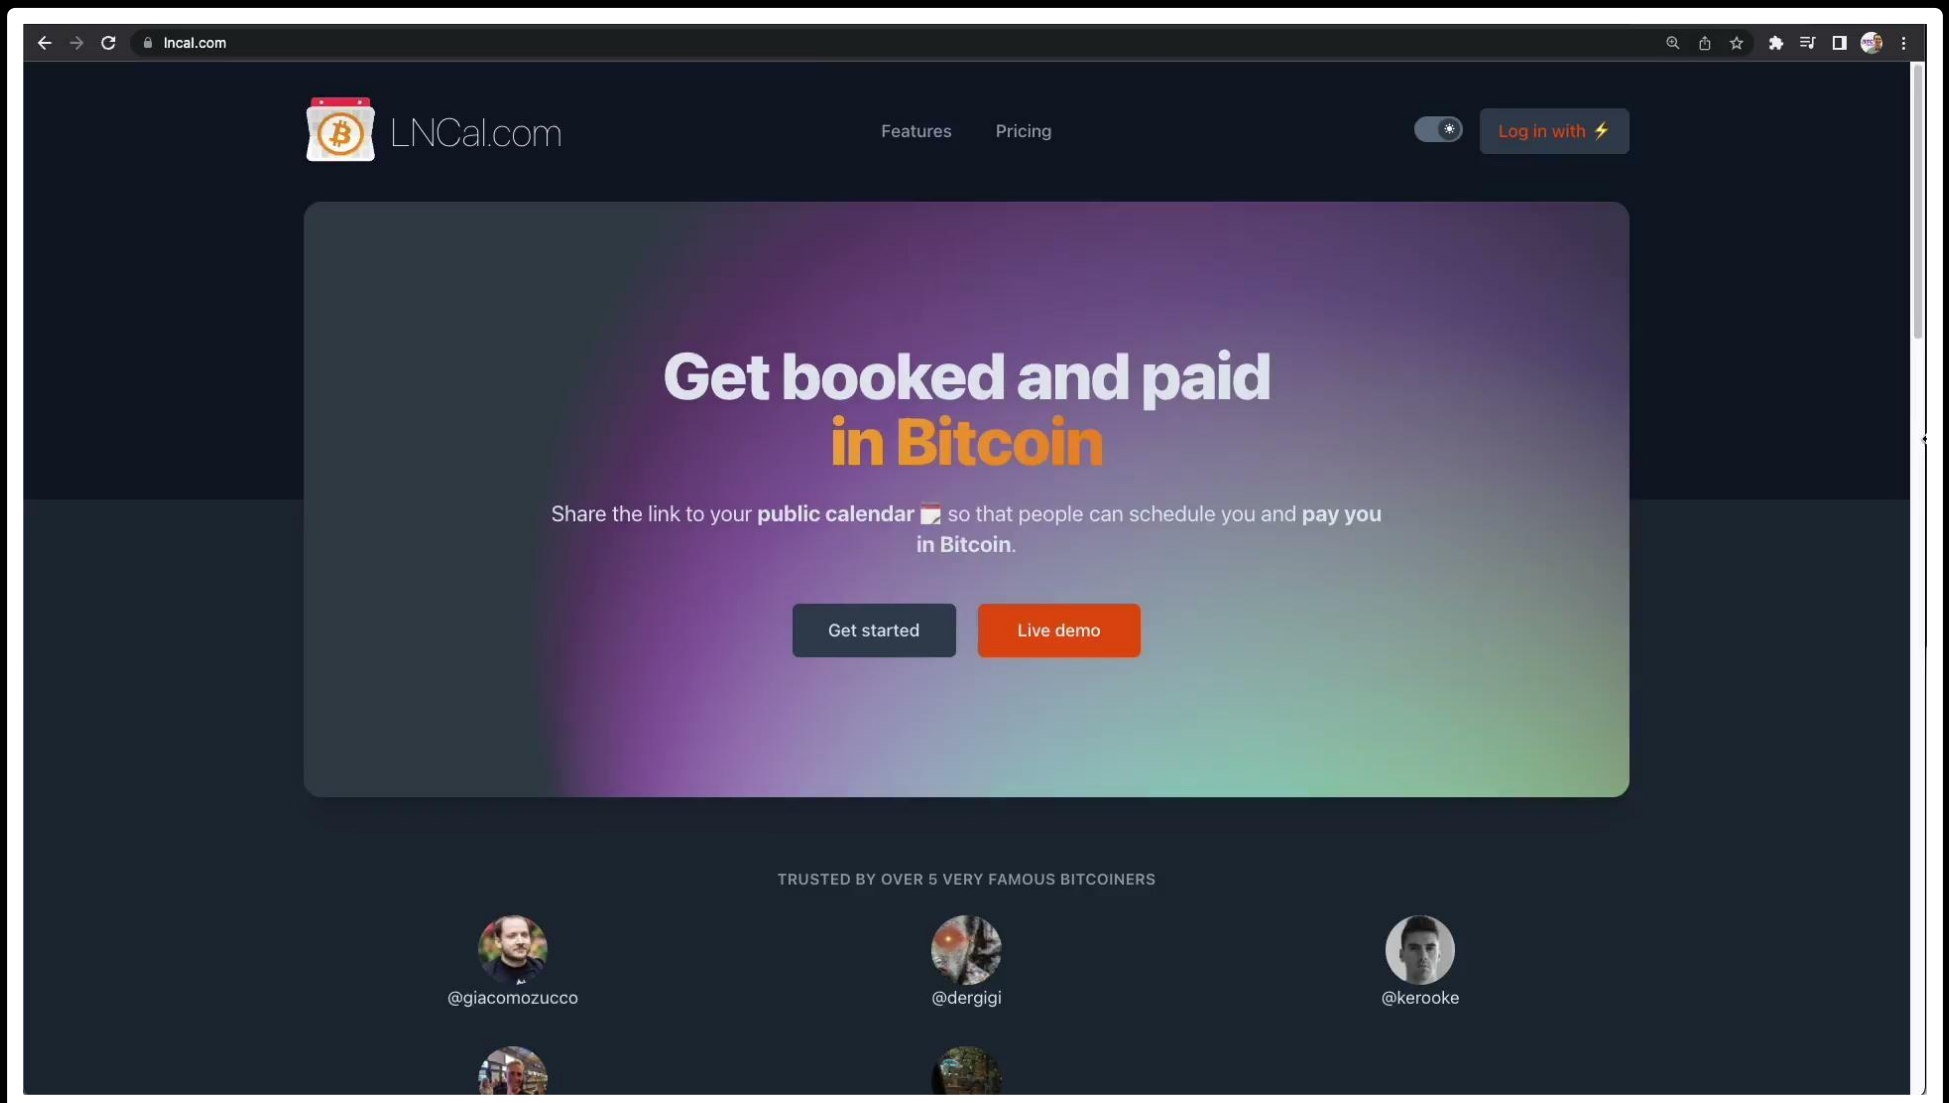 lncal.com
LNCal.com
Features
Pricing
Log in with ⚡
Get booked and paid
in Bitcoin
Share the link to your public calendar 📅 so that people can schedule you and pay you
in Bitcoin.
Get started
Live demo
TRUSTED BY OVER 5 VERY FAMOUS BITCOINERS
@giacomozucco
@dergigi
@kerooke